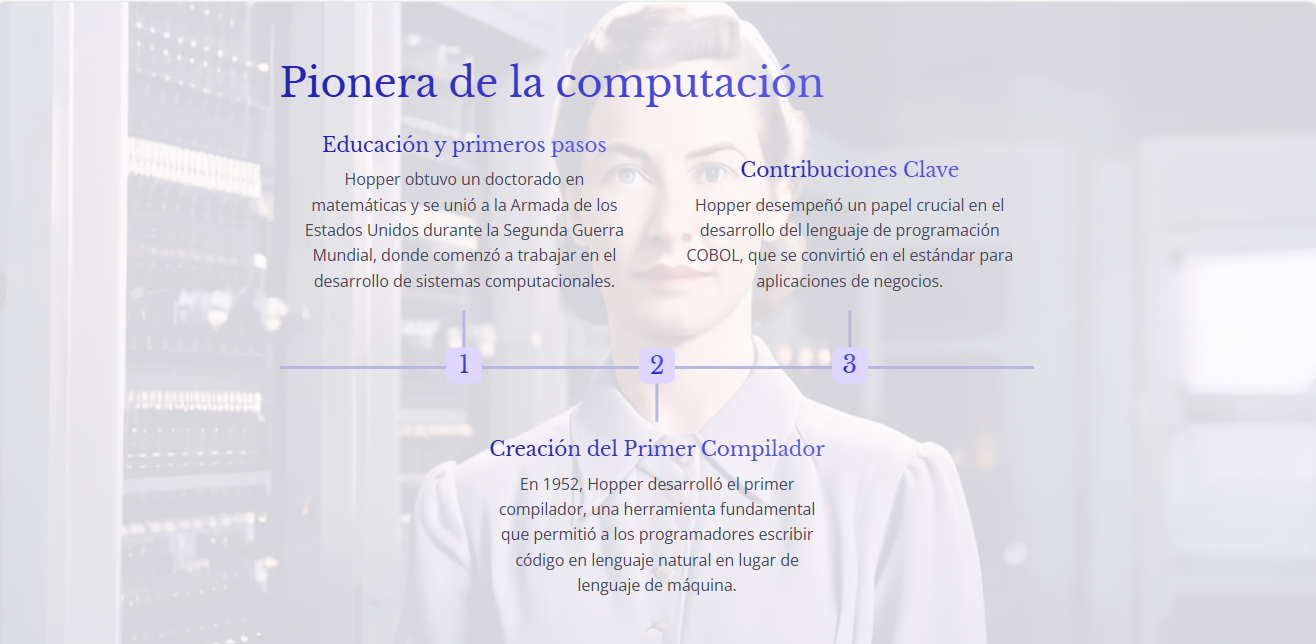 Pionera de la computación
Educación y primeros pasos
Hopper obtuvo un doctorado en
matemáticas y se unió a la Armada de los
Estados Unidos durante la Segunda Guerra
Mundial, donde comenzó a trabajar en el
desarrollo de sistemas computacionales.
Contribuciones Clave
Hopper desempeñó un papel crucial en el
desarrollo del lenguaje de programación
COBOL, que se convirtió en el estándar para
aplicaciones de negocios.
1
2
3
Creación del Primer Compilador
En 1952, Hopper desarrolló el primer
compilador, una herramienta fundamental
que permitió a los programadores escribir
código en lenguaje natural en lugar de
lenguaje de máquina.